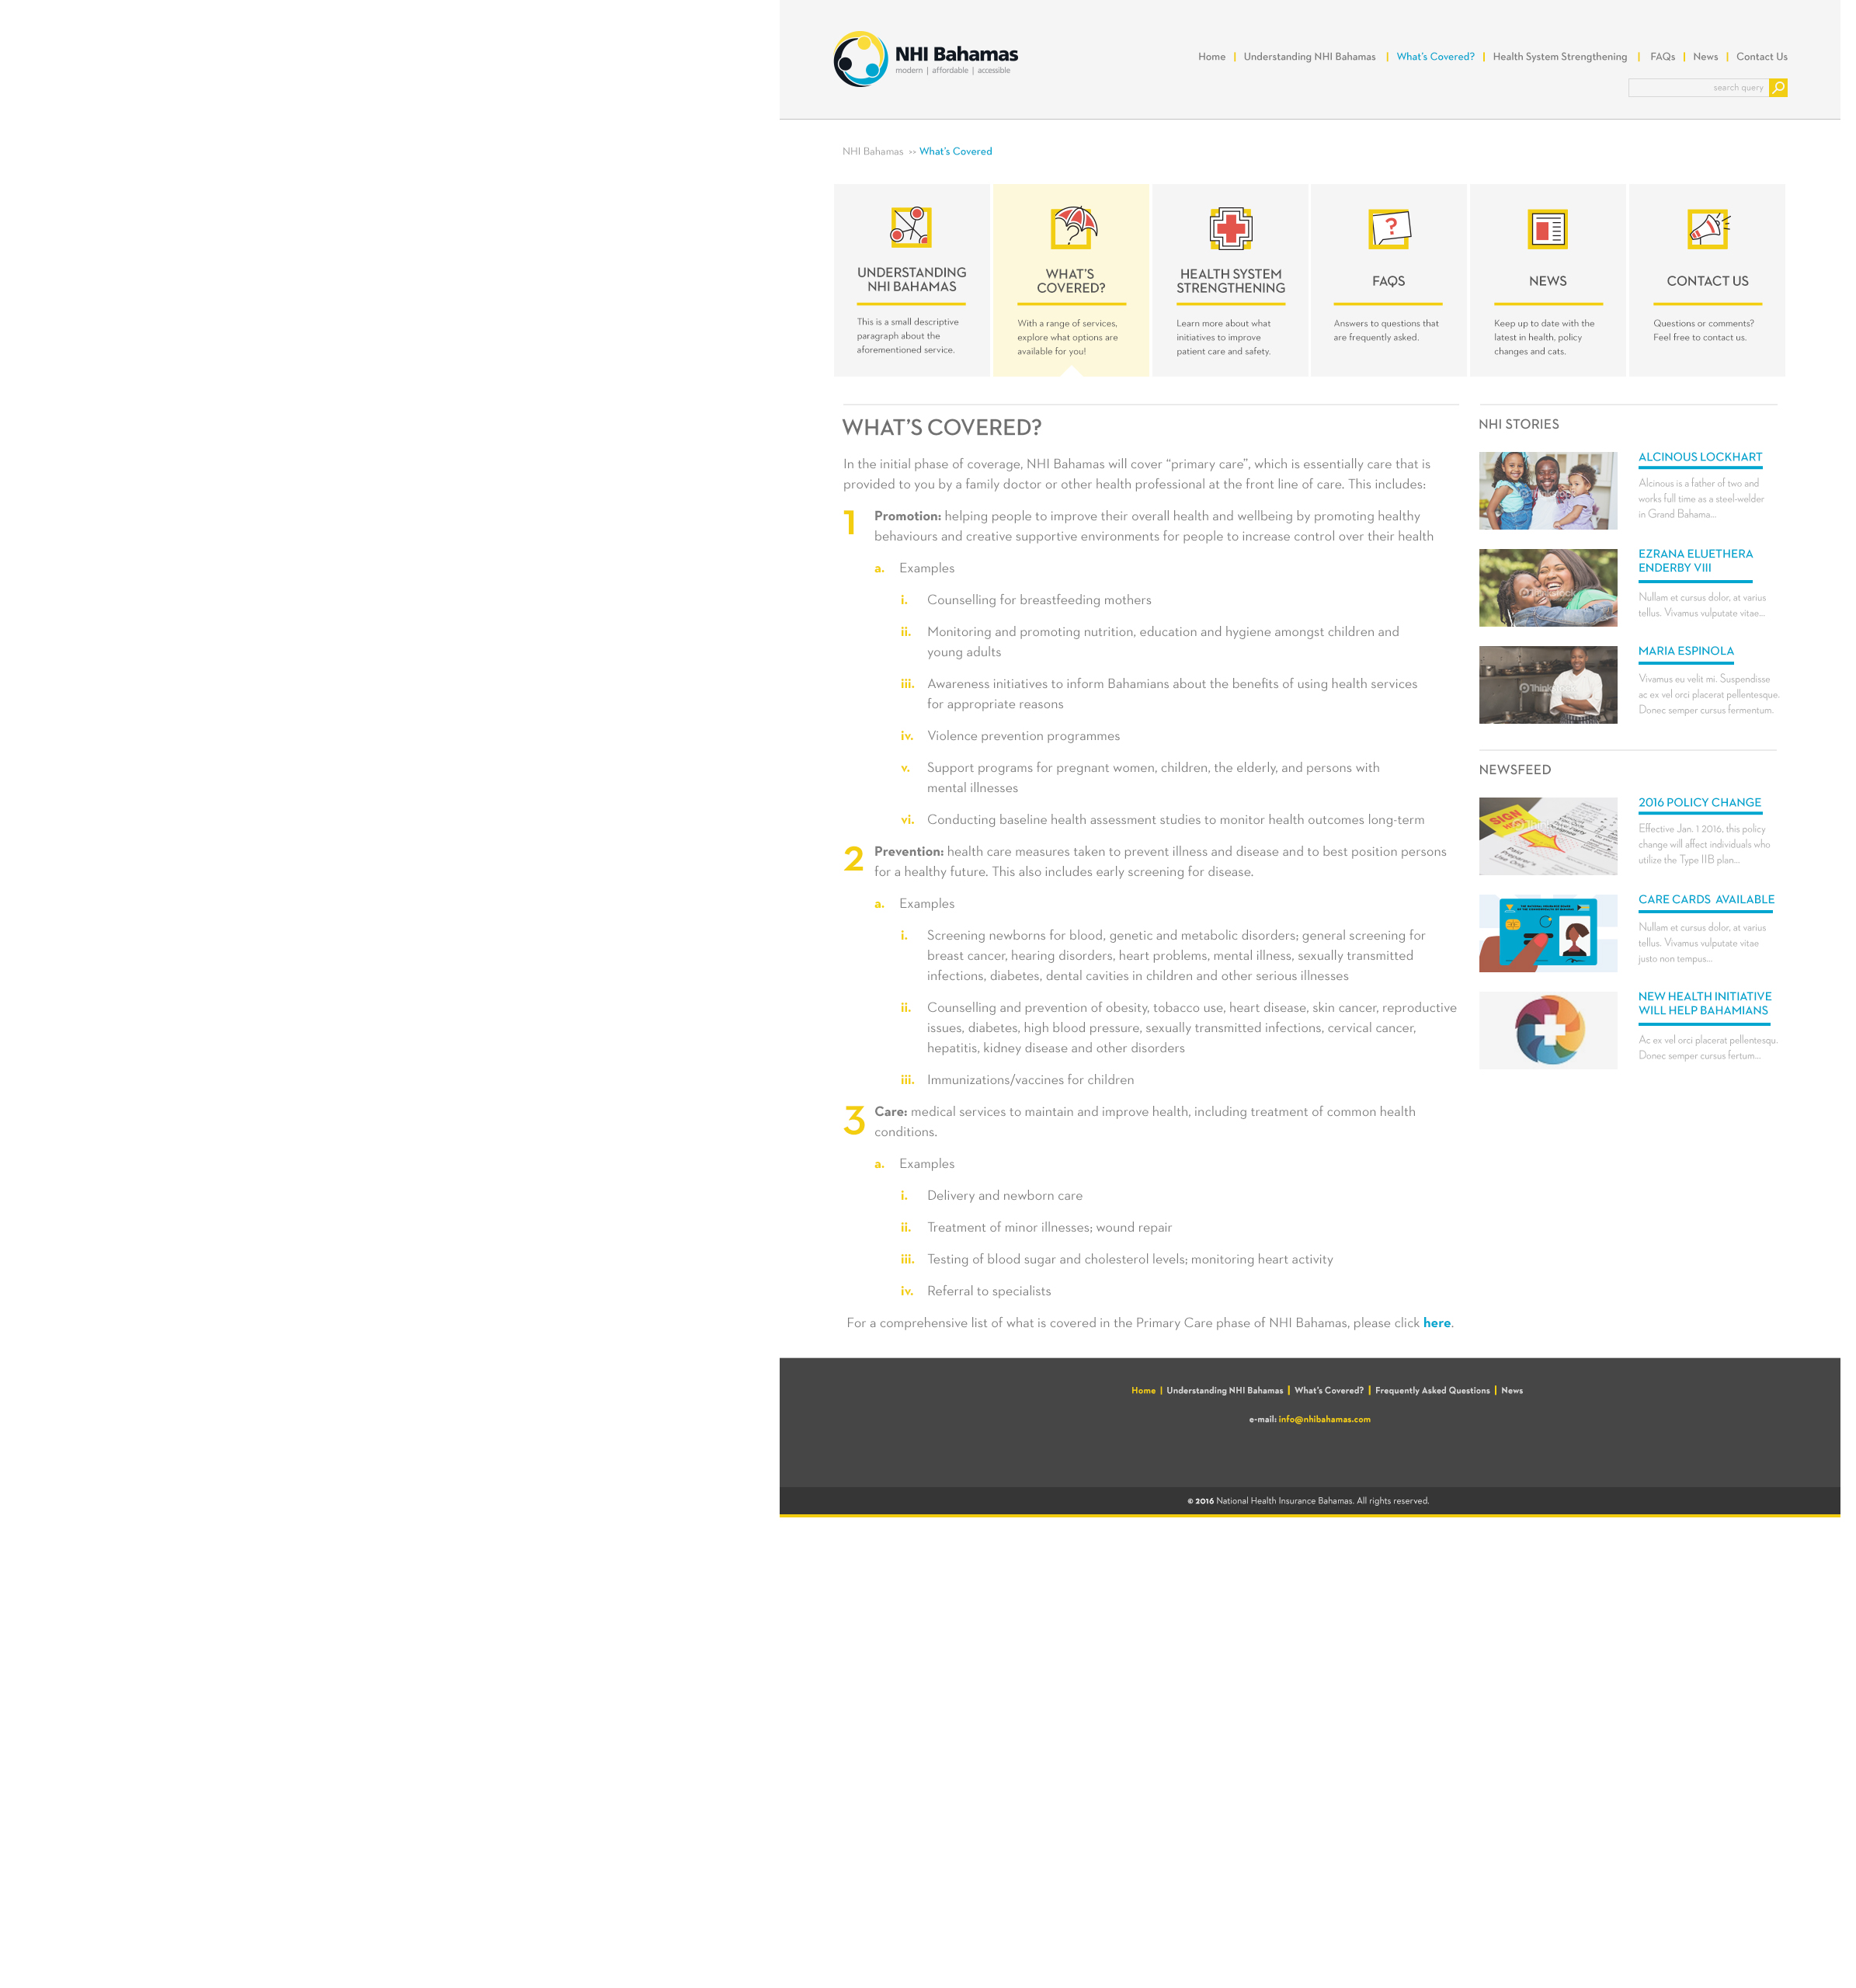 NHI Bahamas
modern | affordable | accessible
Home | Understanding NHI Bahamas | What's Covered? | Health System Strengthening | FAQs | News | Contact Us
search query
NHI Bahamas >> What's Covered
UNDERSTANDING
NHI BAHAMAS
This is a small descriptive
paragraph about the
aforementioned service.
WHAT'S
COVERED?
With a range of services,
explore what options are
available for you!
HEALTH SYSTEM
STRENGTHENING
Learn more about what
initiatives to improve
patient care and safety.
FAQS
Answers to questions that
are frequently asked.
NEWS
Keep up to date with the
latest in health, policy
changes and cats.
CONTACT US
Questions or comments?
Feel free to contact us.
WHAT'S COVERED?
In the initial phase of coverage, NHI Bahamas will cover “primary care”, which is essentially care that is
provided to you by a family doctor or other health professional at the front line of care. This includes:
1 Promotion: helping people to improve their overall health and wellbeing by promoting healthy
behaviours and creative supportive environments for people to increase control over their health
a. Examples
i. Counselling for breastfeeding mothers
ii. Monitoring and promoting nutrition, education and hygiene amongst children and
young adults
iii. Awareness initiatives to inform Bahamians about the benefits of using health services
for appropriate reasons
iv. Violence prevention programmes
v. Support programs for pregnant women, children, the elderly, and persons with
mental illnesses
vi. Conducting baseline health assessment studies to monitor health outcomes long-term
2 Prevention: health care measures taken to prevent illness and disease and to best position persons
for a healthy future. This also includes early screening for disease.
a. Examples
i. Screening newborns for blood, genetic and metabolic disorders; general screening for
breast cancer, hearing disorders, heart problems, mental illness, sexually transmitted
infections, diabetes, dental cavities in children and other serious illnesses
ii. Counselling and prevention of obesity, tobacco use, heart disease, skin cancer, reproductive
issues, diabetes, high blood pressure, sexually transmitted infections, cervical cancer,
hepatitis, kidney disease and other disorders
iii. Immunizations/vaccines for children
3 Care: medical services to maintain and improve health, including treatment of common health
conditions.
a. Examples
i. Delivery and newborn care
ii. Treatment of minor illnesses; wound repair
iii. Testing of blood sugar and cholesterol levels; monitoring heart activity
iv. Referral to specialists
For a comprehensive list of what is covered in the Primary Care phase of NHI Bahamas, please click here.
NHI STORIES
ALCINOUS LOCKHART
Alcinous is a father of two and
works full time as a steel-welder
in Grand Bahama...
EZRANA ELUETHERA
ENDERBY VIII
Nullam et cursus dolor, at varius
tellus. Vivamus vulputate vitae...
MARIA ESPINOLA
Vivamus eu velit mi. Suspendisse
ac ex vel orci placerat pellentesque.
Donec semper cursus fermentum.
NEWSFEED
SIGN
2016 POLICY CHANGE
Effective Jan. 1 2016, this policy
change will affect individuals who
utilize the Type IIB plan...
CARE CARDS AVAILABLE
Nullam et cursus dolor, at varius
tellus. Vivamus vulputate vitae
justo non tempus...
NEW HEALTH INITIATIVE
WILL HELP BAHAMIANS
Ac ex vel orci placerat pellentesqu.
Donec semper cursus fertum...
Home | Understanding NHI Bahamas | What's Covered? | Frequently Asked Questions | News
e-mail: info@nhibahamas.com
© 2016 National Health Insurance Bahamas. All rights reserved.